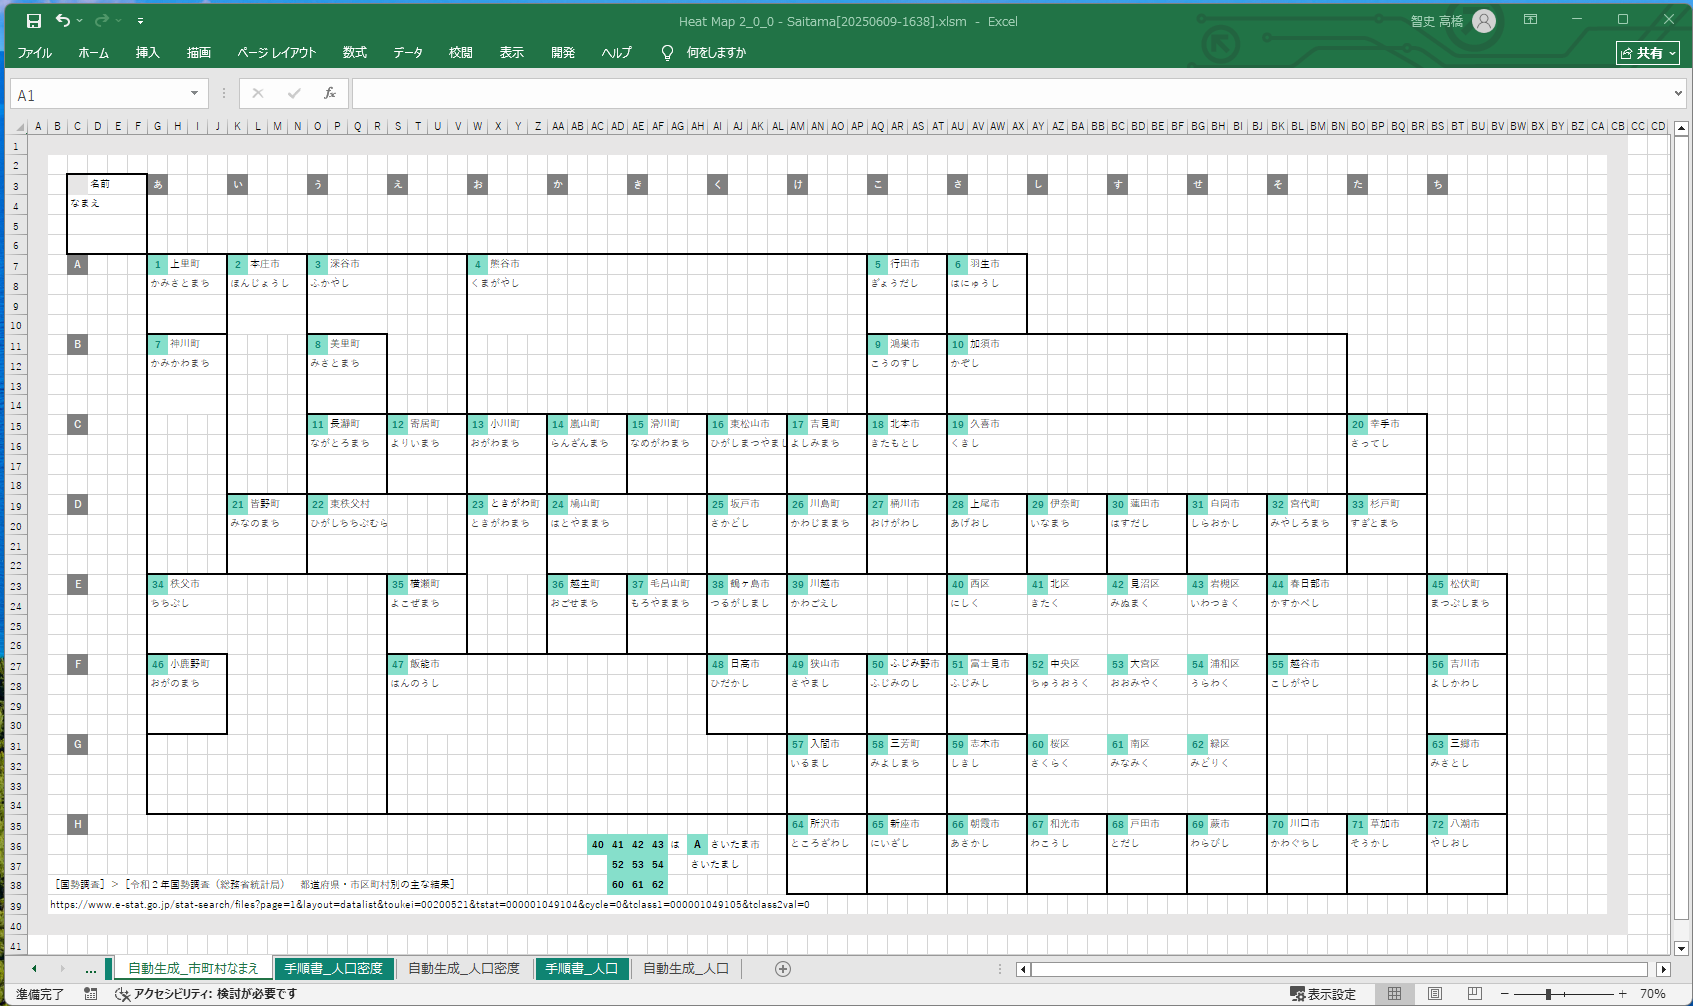 Heat Map 2_0_0 - Saitama[20250609-1638].xlsm - Excel
智史 高橋
ファイル ホーム 挿入 描画 ページ レイアウト 数式 データ 校閲 表示 開発 ヘルプ 何をしますか 共有
A1
fx
A B C D E F G H I J K L M N O P Q R S T U V W X Y Z AA AB AC AD AE AF AG AH AI AJ AK AL AM AN AO AP AQ AR AS AT AU AV AW AX AY AZ BA BB BC BD BE BF BG BH BI BJ BK BL BM BN BO BP BQ BR BS BT BU BV BW BX BY BZ CA CB CC CD
1
2
3 名前 あ い う え お か き く け こ さ し す せ そ た ち
4 なまえ
5
6
7 A 1 上里町 2 本庄市 3 深谷市 4 熊谷市 5 行田市 6 羽生市
8 かみさとまち ほんじょうし ふかやし くまがやし ぎょうだし はにゅうし
9
10
11 B 7 神川町 8 美里町 9 鴻巣市 10 加須市
12 かみかわまち みさとまち こうのすし かぞし
13
14
15 C 11 長瀞町 12 寄居町 13 小川町 14 嵐山町 15 滑川町 16 東松山市 17 吉見町 18 北本市 19 久喜市 20 幸手市
16 ながとろまち よりいまち おがわまち らんざんまち なめがわまち ひがしまつやまし よしみまち きたもとし くきし さってし
17
18
19 D 21 皆野町 22 東秩父村 23 ときがわ町 24 鳩山町 25 坂戸市 26 川島町 27 桶川市 28 上尾市 29 伊奈町 30 蓮田市 31 白岡市 32 宮代町 33 杉戸町
20 みなのまち ひがしちちぶむら ときがわまち はとやままち さかどし かわじままち おけがわし あげおし いなまち はすだし しらおかし みやしろまち すぎとまち
21
22
23 E 34 秩父市 35 横瀬町 36 越生町 37 毛呂山町 38 鶴ヶ島市 39 川越市 40 西区 41 北区 42 見沼区 43 岩槻区 44 春日部市 45 松伏町
24 ちちぶし よこぜまち おごせまち もろやままち つるがしまし かわごえし にしく きたく みぬまく いわつきく かすかべし まつぶしまち
25
26
27 F 46 小鹿野町 47 飯能市 48 日高市 49 狭山市 50 ふじみ野市 51 富士見市 52 中央区 53 大宮区 54 浦和区 55 越谷市 56 吉川市
28 おがのまち はんのうし ひだかし さやまし ふじみのし ふじみし ちゅうおうく おおみやく うらわく こしがやし よしかわし
29
30
31 G 57 入間市 58 三芳町 59 志木市 60 桜区 61 南区 62 緑区 63 三郷市
32 いるまし みよしまち しきし さくらく みなみく みどりく みさとし
33
34
35 H 64 所沢市 65 新座市 66 朝霞市 67 和光市 68 戸田市 69 蕨市 70 川口市 71 草加市 72 八潮市
36 40 41 42 43 は A さいたま市 ところざわし にいざし あさかし わこうし とだし わらびし かわぐちし そうかし やしおし
37 52 53 54 さいたまし
38 [国勢調査] > [令和２年国勢調査（総務省統計局） 都道府県・市区町村別の主な結果] 60 61 62
39 https://www.e-stat.go.jp/stat-search/files?page=1&layout=datalist&toukei=00200521&tstat=000001049104&cycle=0&tclass1=000001049105&tclass2val=0
40
41
... 自動生成_市町村なまえ 手順書_人口密度 自動生成_人口密度 手順書_人口 自動生成_人口
準備完了 アクセシビリティ: 検討が必要です 表示設定 70%